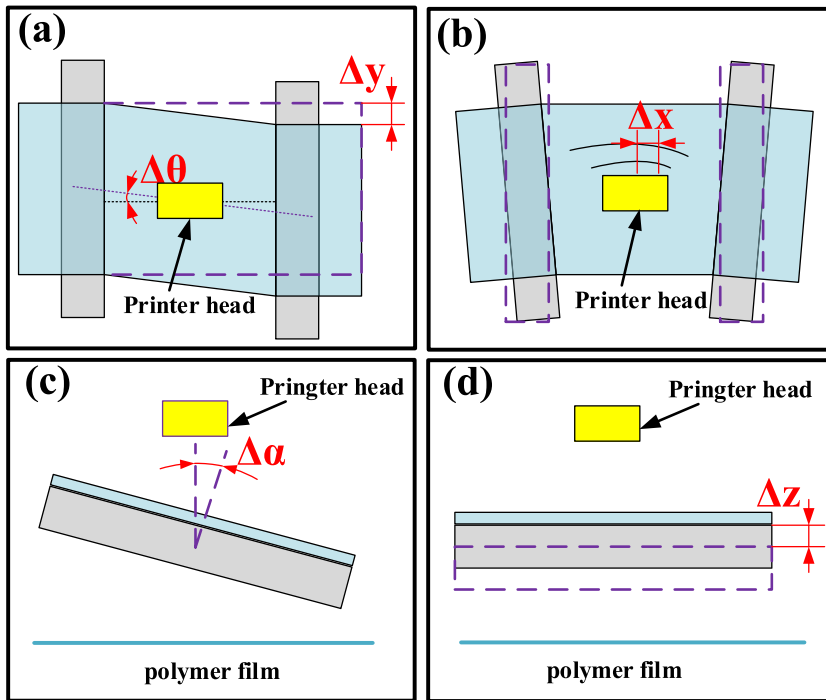 (a)
Δy
Δθ
Printer head
(b)
Δx
Printer head
(c)
Pringter head
Δα
polymer film
(d)
Pringter head
Δz
polymer film